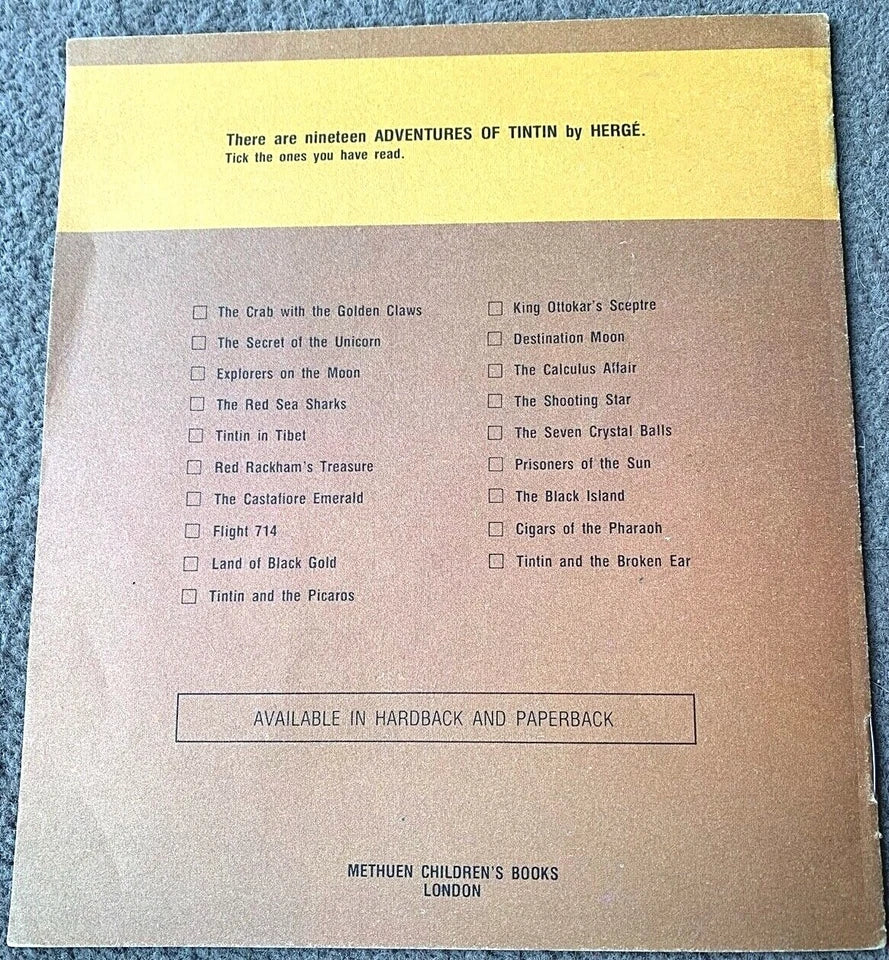 There are nineteen ADVENTURES OF TINTIN by HERGÉ.
Tick the ones you have read.
The Crab with the Golden Claws
The Secret of the Unicorn
Explorers on the Moon
The Red Sea Sharks
Tintin in Tibet
Red Rackham's Treasure
The Castafiore Emerald
Flight 714
Land of Black Gold
Tintin and the Picaros
King Ottokar's Sceptre
Destination Moon
The Calculus Affair
The Shooting Star
The Seven Crystal Balls
Prisoners of the Sun
The Black Island
Cigars of the Pharaoh
Tintin and the Broken Ear
AVAILABLE IN HARDBACK AND PAPERBACK
METHUEN CHILDREN'S BOOKS
LONDON